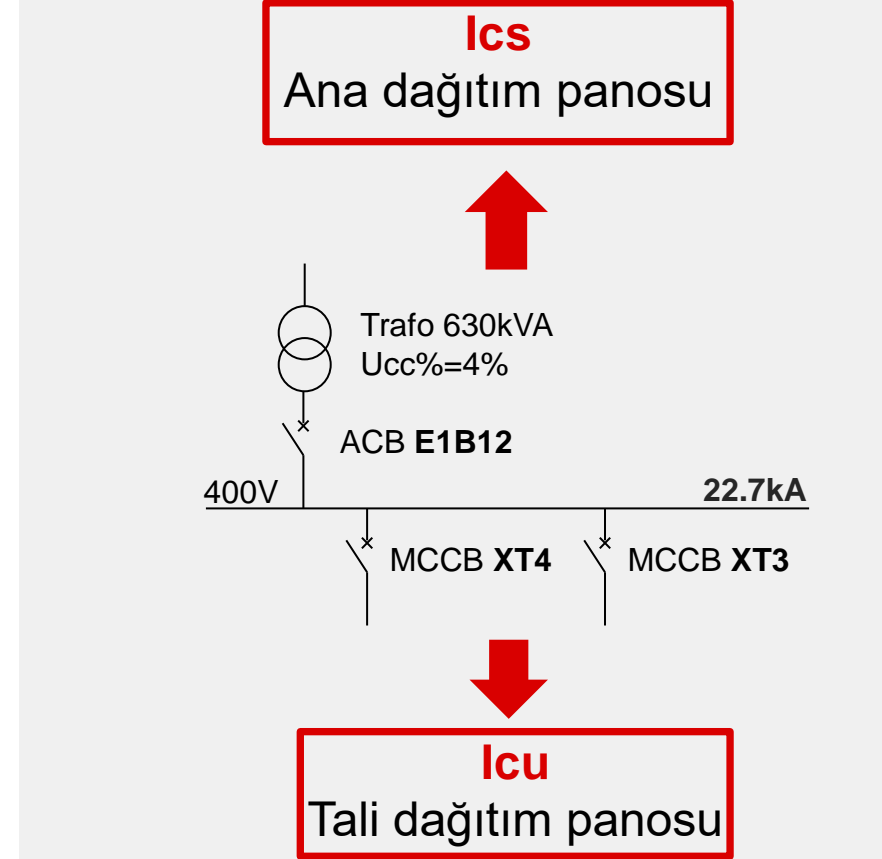 Ics
Ana dağıtım panosu
Trafo 630kVA
Ucc%=4%
ACB E1B12
400V
22.7kA
MCCB XT4
MCCB XT3
Icu
Tali dağıtım panosu